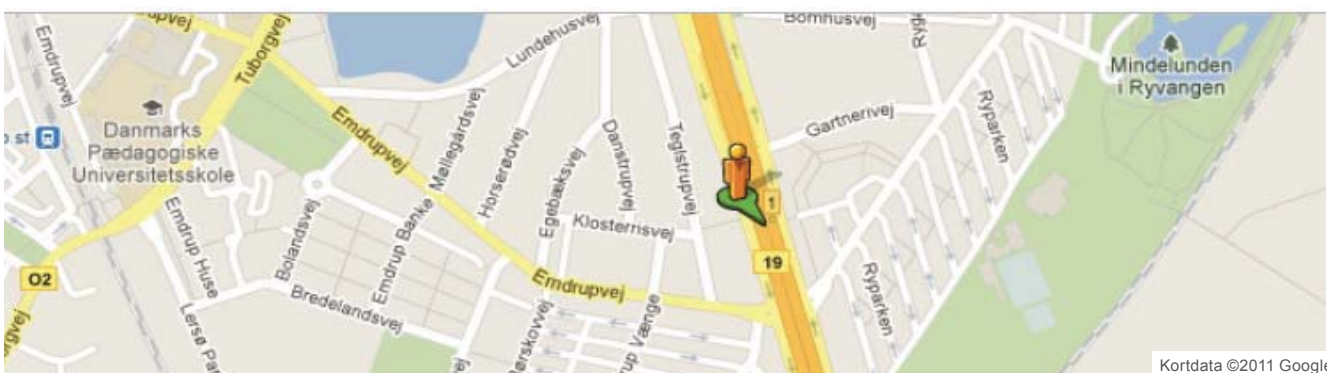 Emdrupvej
Tuborgvej
Lundehusvej
Bomhusvej
Mindelunden
i Ryvangen
Emdrupvej
Danmarks
Pædagogiske
Universitetsskole
st
Emdrupvej
Emdrup Banke
Møllegårdsvej
Horserødvej
Egebæksvej
Danstrupvej
Teglstrupvej
Gartnerivej
Ryparken
Klosterrisvej
1
19
Emdrup Huse
Bolandsvej
Bredelandsvej
Emdrupvej
Ryparken
O2
Kortdata ©2011 Google